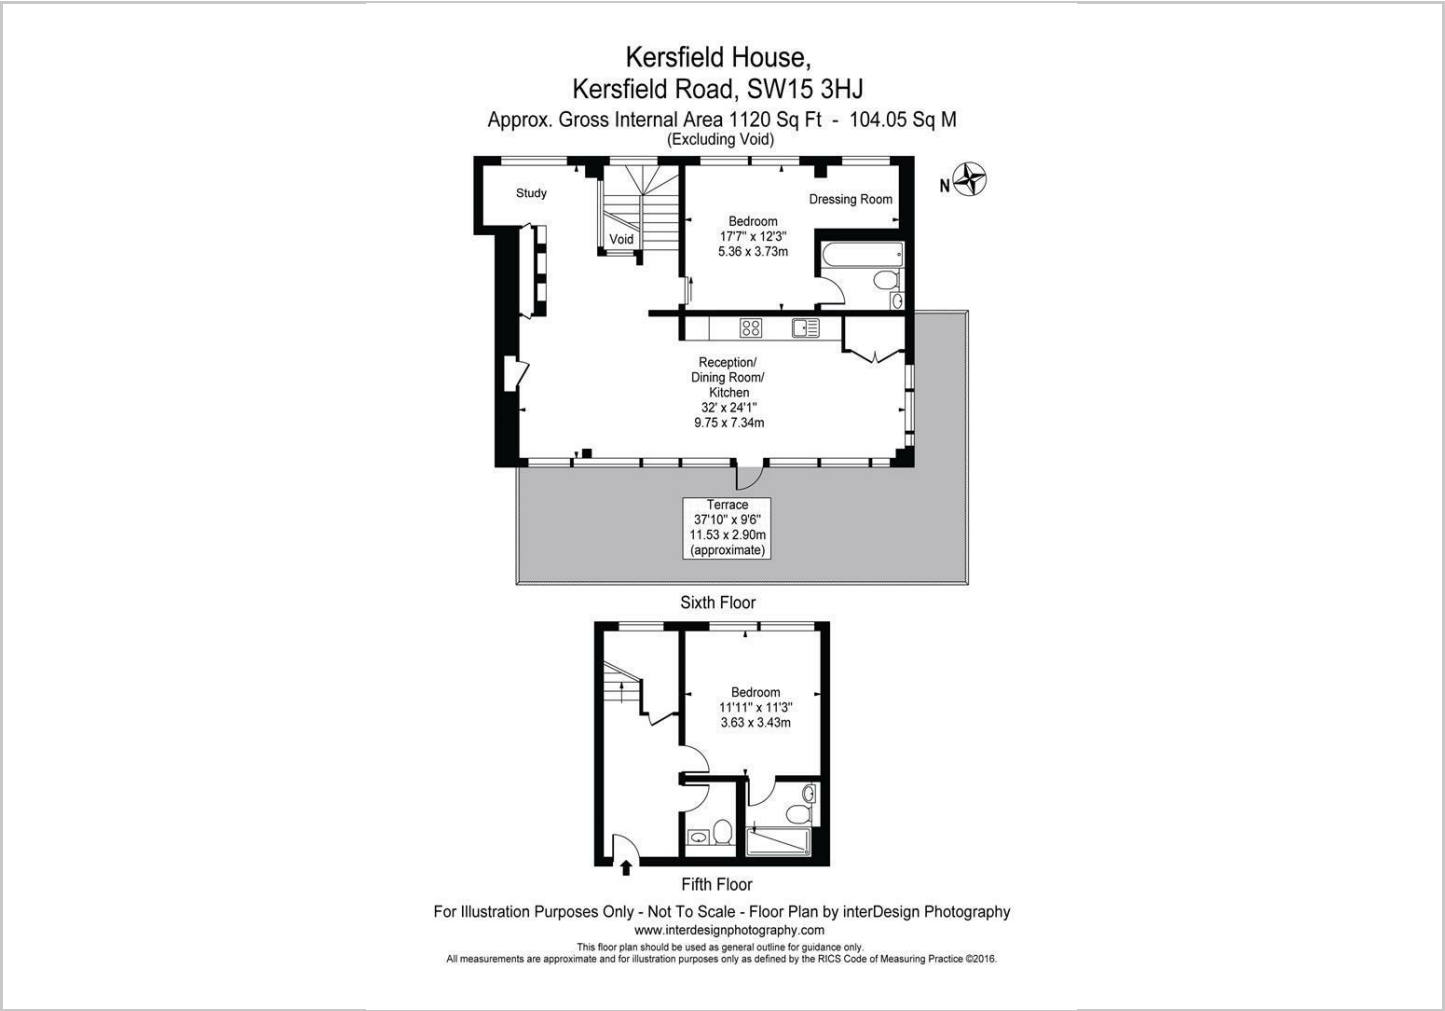 Kersfield House,
Kersfield Road, SW15 3HJ
Approx. Gross Internal Area 1120 Sq Ft - 104.05 Sq M
(Excluding Void)
N
Study
Void
Bedroom
17'7" x 12'3"
5.36 x 3.73m
Dressing Room
Reception/
Dining Room/
Kitchen
32' x 24'1"
9.75 x 7.34m
Terrace
37'10" x 9'6"
11.53 x 2.90m
(approximate)
Sixth Floor
Bedroom
11'11" x 11'3"
3.63 x 3.43m
Fifth Floor
For Illustration Purposes Only - Not To Scale - Floor Plan by interDesign Photography
www.interdesignphotography.com
This floor plan should be used as general outline for guidance only.
All measurements are approximate and for illustration purposes only as defined by the RICS Code of Measuring Practice ©2016.